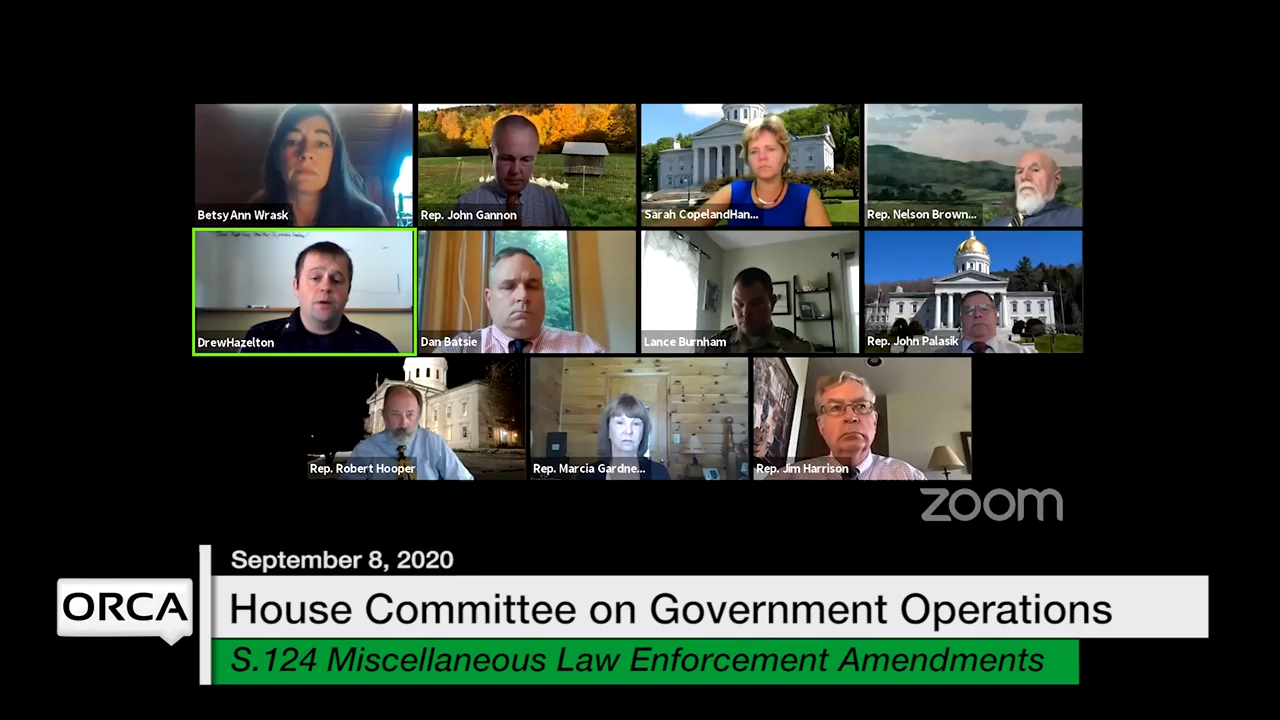 Betsy Ann Wrask
Rep. John Gannon
Sarah CopelandHan...
Rep. Nelson Brown...
DrewHazelton
Dan Batsie
Lance Burnham
Rep. John Palasik
Rep. Robert Hooper
Rep. Marcia Gardne...
Rep. Jim Harrison
zoom
September 8, 2020
ORCA
House Committee on Government Operations
S.124 Miscellaneous Law Enforcement Amendments